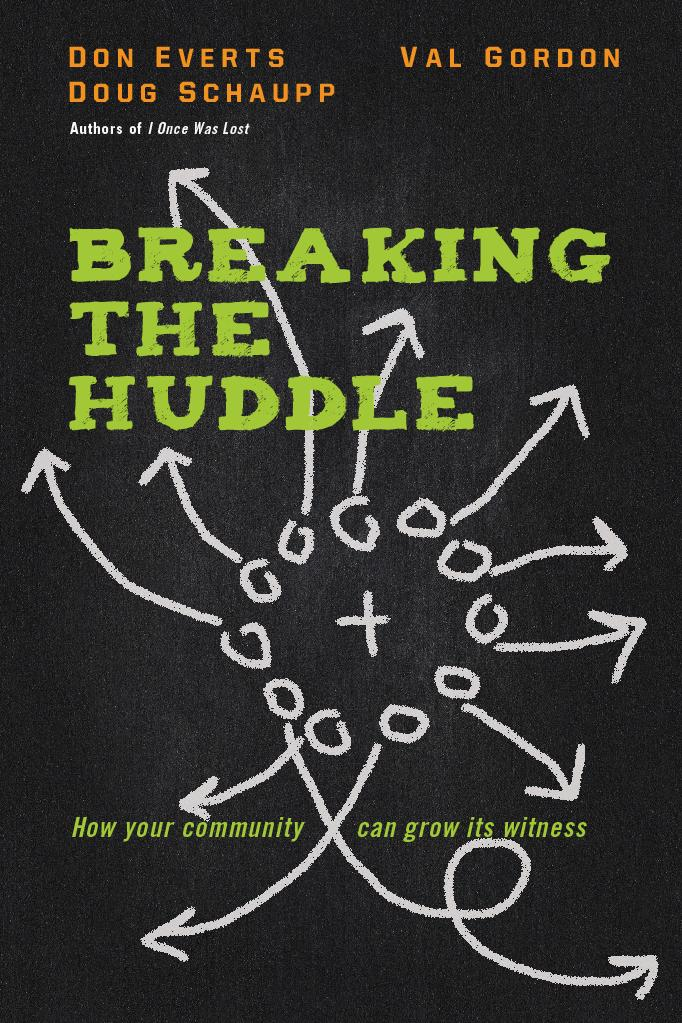 DON EVERTS VAL GORDON
DOUG SCHAUPP
Authors of I Once Was Lost
BREAKING
THE
HUDDLE
How your community can grow its witness